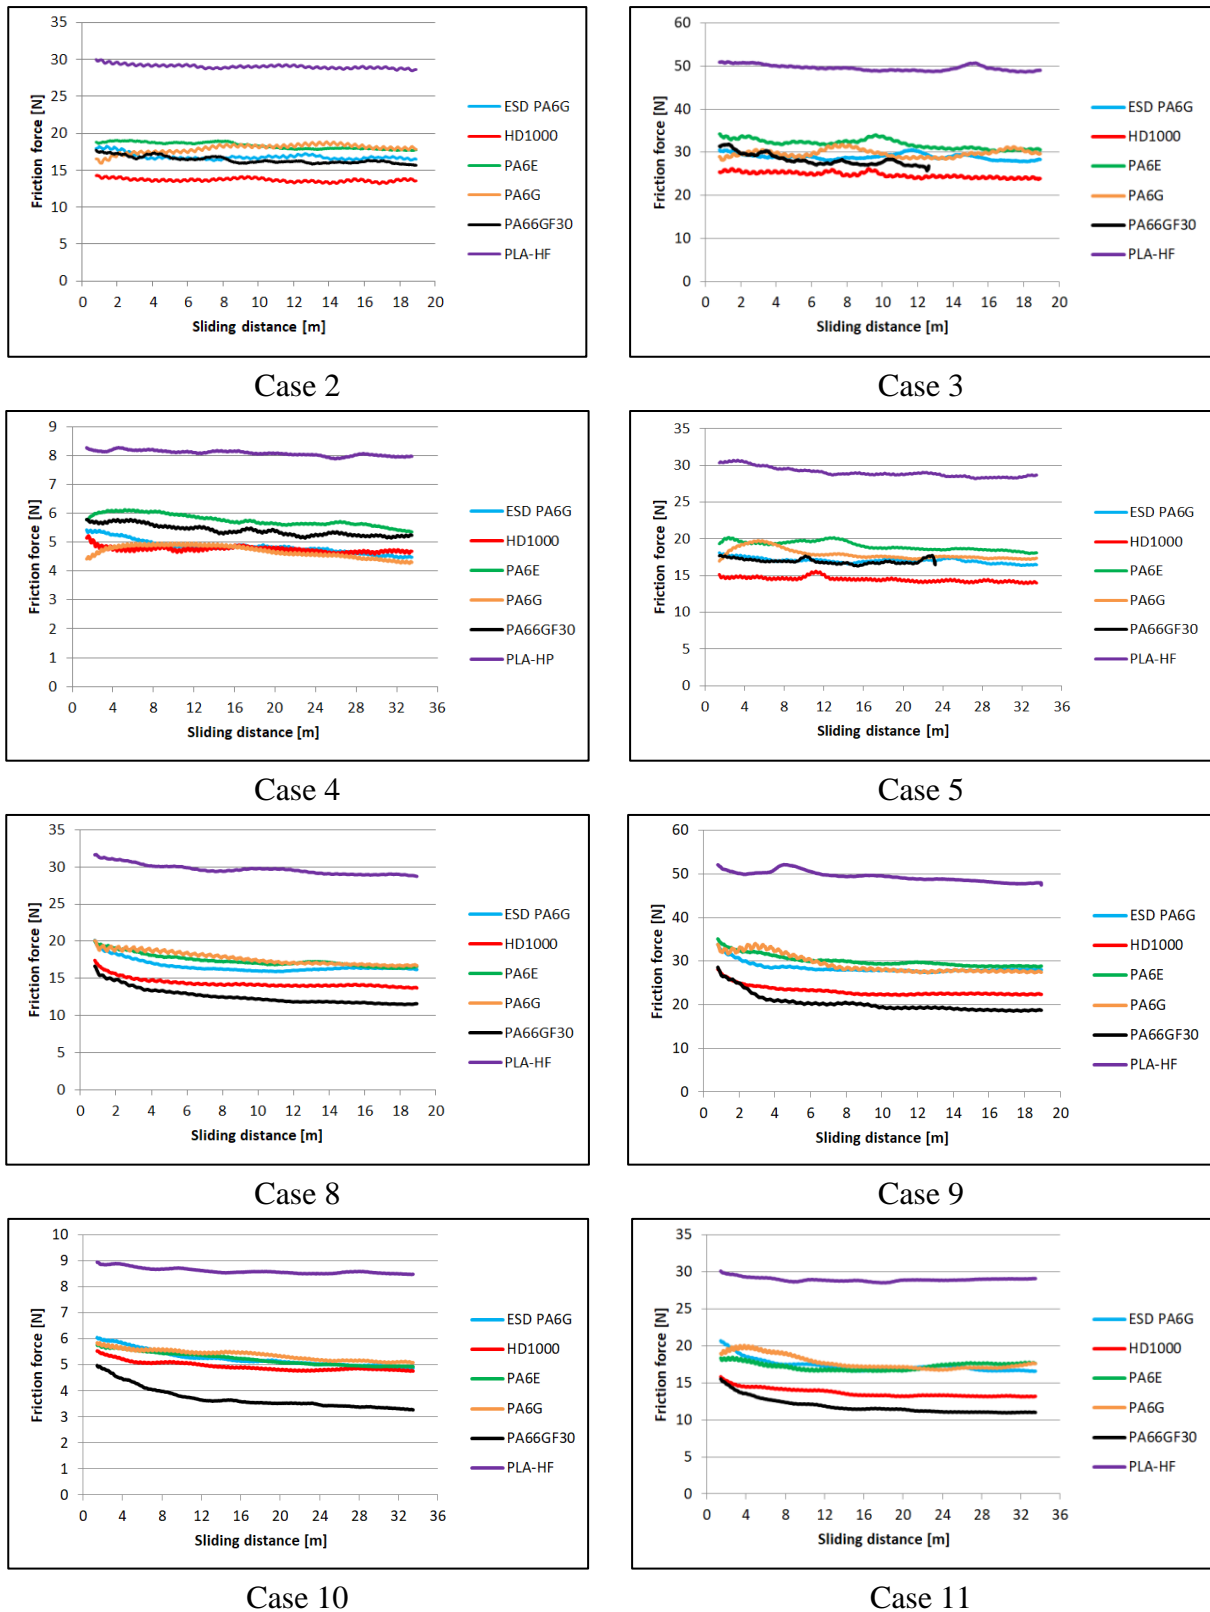 35
30
25
20
15
10
5
0
Friction force [N]
0 2 4 6 8 10 12 14 16 18 20
Sliding distance [m]
ESD PA6G
HD1000
PA6E
PA6G
PA66GF30
PLA-HF
Case 2
60
50
40
30
20
10
0
Friction force [N]
0 2 4 6 8 10 12 14 16 18 20
Sliding distance [m]
ESD PA6G
HD1000
PA6E
PA6G
PA66GF30
PLA-HF
Case 3
9
8
7
6
5
4
3
2
1
0
Friction force [N]
0 4 8 12 16 20 24 28 32 36
Sliding distance [m]
ESD PA6G
HD1000
PA6E
PA6G
PA66GF30
PLA-HP
Case 4
35
30
25
20
15
10
5
0
Friction force [N]
0 4 8 12 16 20 24 28 32 36
Sliding distance [m]
ESD PA6G
HD1000
PA6E
PA6G
PA66GF30
PLA-HF
Case 5
35
30
25
20
15
10
5
0
Friction force [N]
0 2 4 6 8 10 12 14 16 18 20
Sliding distance [m]
ESD PA6G
HD1000
PA6E
PA6G
PA66GF30
PLA-HF
Case 8
60
50
40
30
20
10
0
Friction force [N]
0 2 4 6 8 10 12 14 16 18 20
Sliding distance [m]
ESD PA6G
HD1000
PA6E
PA6G
PA66GF30
PLA-HF
Case 9
10
9
8
7
6
5
4
3
2
1
0
Friction force [N]
0 4 8 12 16 20 24 28 32 36
Sliding distance [m]
ESD PA6G
HD1000
PA6E
PA6G
PA66GF30
PLA-HF
Case 10
35
30
25
20
15
10
5
0
Friction force [N]
0 4 8 12 16 20 24 28 32 36
Sliding distance [m]
ESD PA6G
HD1000
PA6E
PA6G
PA66GF30
PLA-HF
Case 11